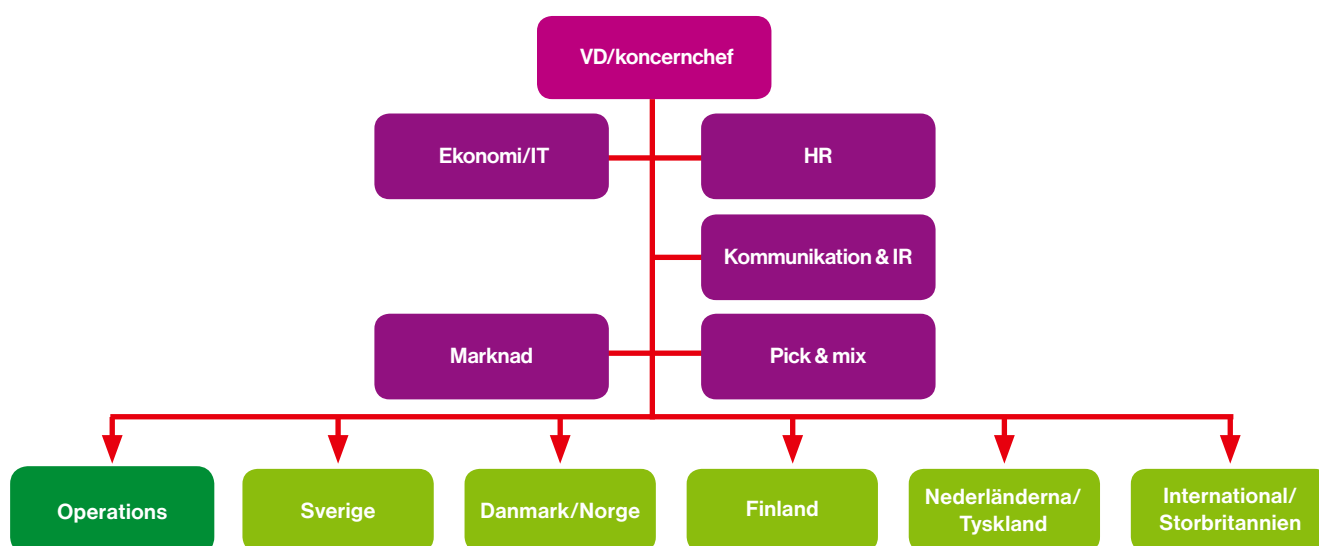 VD/koncernchef
Ekonomi/IT
HR
Kommunikation & IR
Marknad
Pick & mix
Operations
Sverige
Danmark/Norge
Finland
Nederländerna/
Tyskland
International/
Storbritannien